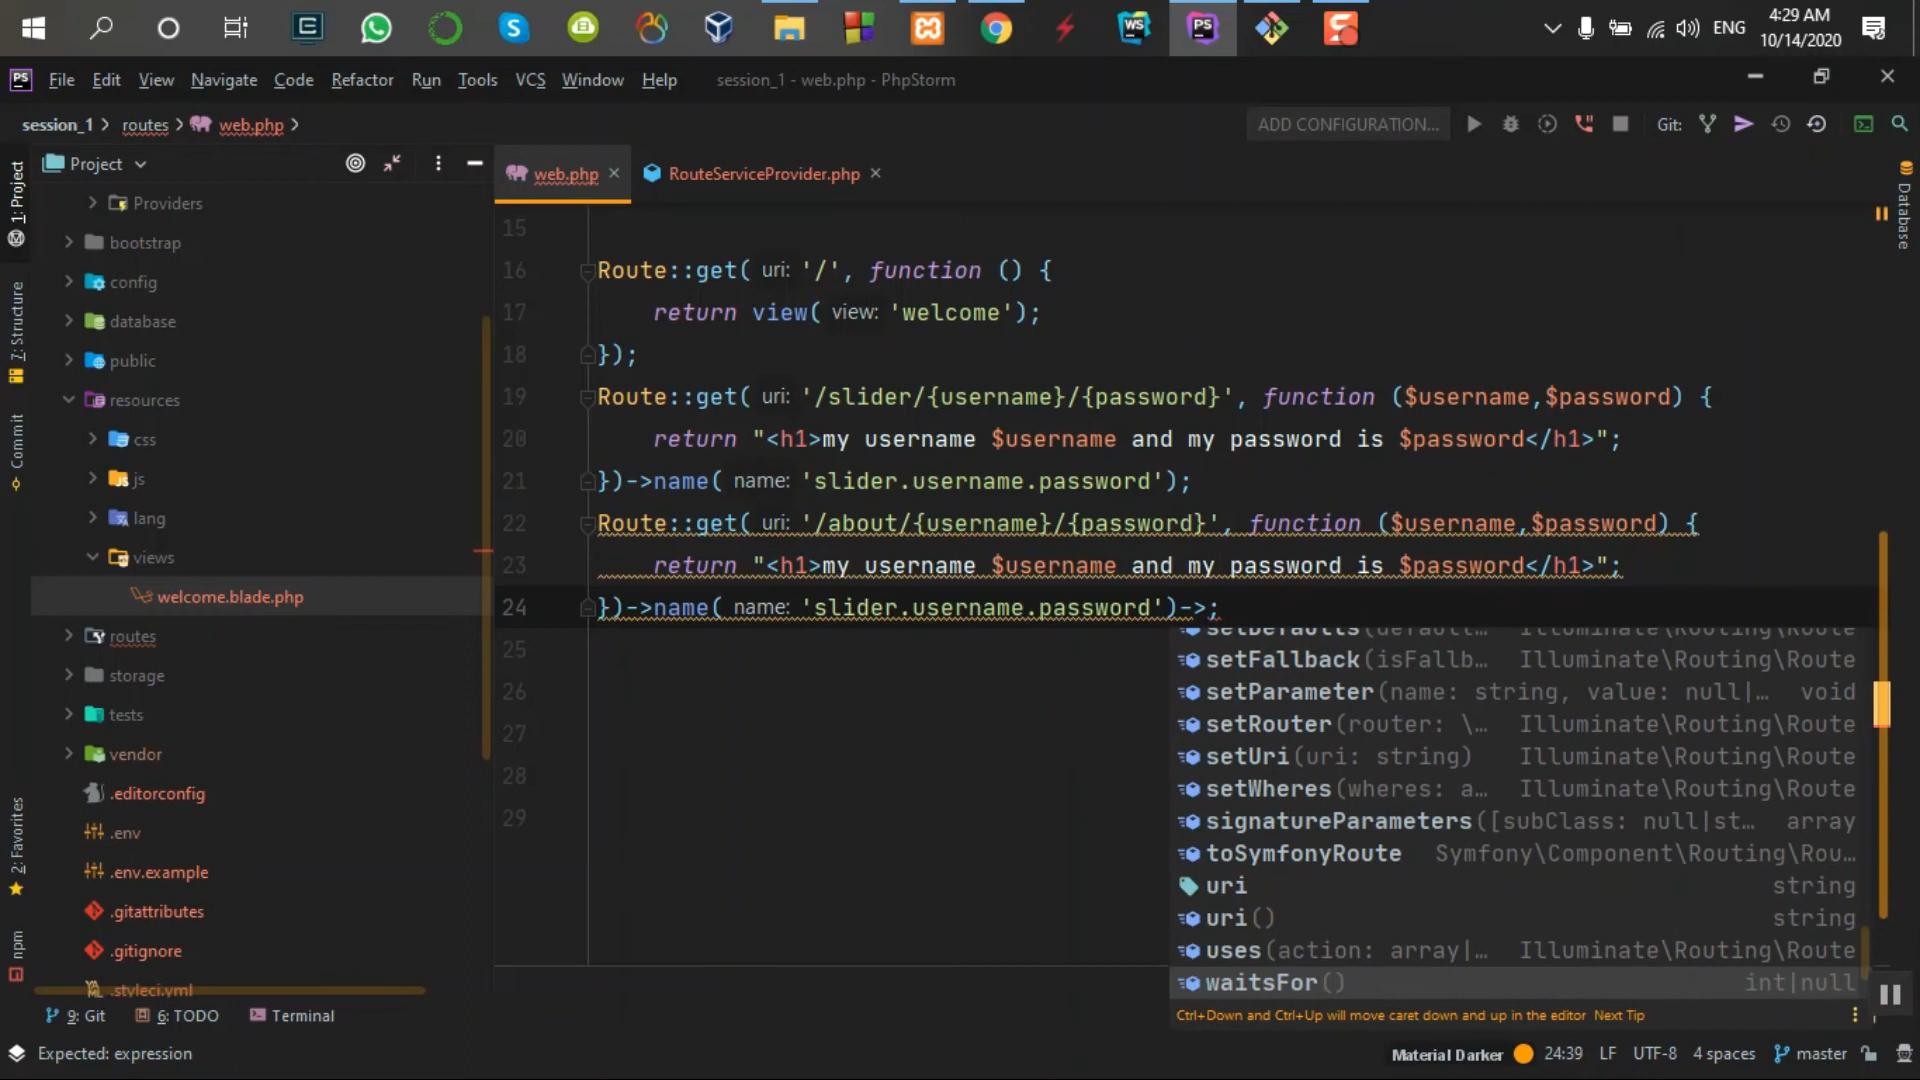 ENG
4:29 AM
10/14/2020
File Edit View Navigate Code Refactor Run Tools VCS Window Help session_1 - web.php - PhpStorm
session_1 routes web.php
ADD CONFIGURATION...
Git:
Project
web.php
RouteServiceProvider.php
1: Project
7: Structure
Commit
2: Favorites
npm
Database
Providers
bootstrap
config
database
public
resources
css
js
lang
views
welcome.blade.php
routes
storage
tests
vendor
.editorconfig
.env
.env.example
.gitattributes
.gitignore
.styleci.yml
15
16 Route::get( uri: '/', function () {
17 return view( view: 'welcome');
18 });
19 Route::get( uri: '/slider/{username}/{password}', function ($username,$password) {
20 return "<h1>my username $username and my password is $password</h1>";
21 })->name( name: 'slider.username.password');
22 Route::get( uri: '/about/{username}/{password}', function ($username,$password) {
23 return "<h1>my username $username and my password is $password</h1>";
24 })->name( name: 'slider.username.password')->;
25
26
27
28
29
setDefaults(default... Illuminate\Routing\Route
setFallback(isFallb... Illuminate\Routing\Route
setParameter(name: string, value: null|... void
setRouter(router: \... Illuminate\Routing\Route
setUri(uri: string) Illuminate\Routing\Route
setWheres(wheres: a... Illuminate\Routing\Route
signatureParameters([subClass: null|st... array
toSymfonyRoute Symfony\Component\Routing\Rou...
uri string
uri() string
uses(action: array|... Illuminate\Routing\Route
waitsFor() int|null
Ctrl+Down and Ctrl+Up will move caret down and up in the editor Next Tip
9: Git 6: TODO Terminal
Expected: expression
Material Darker 24:39 LF UTF-8 4 spaces master